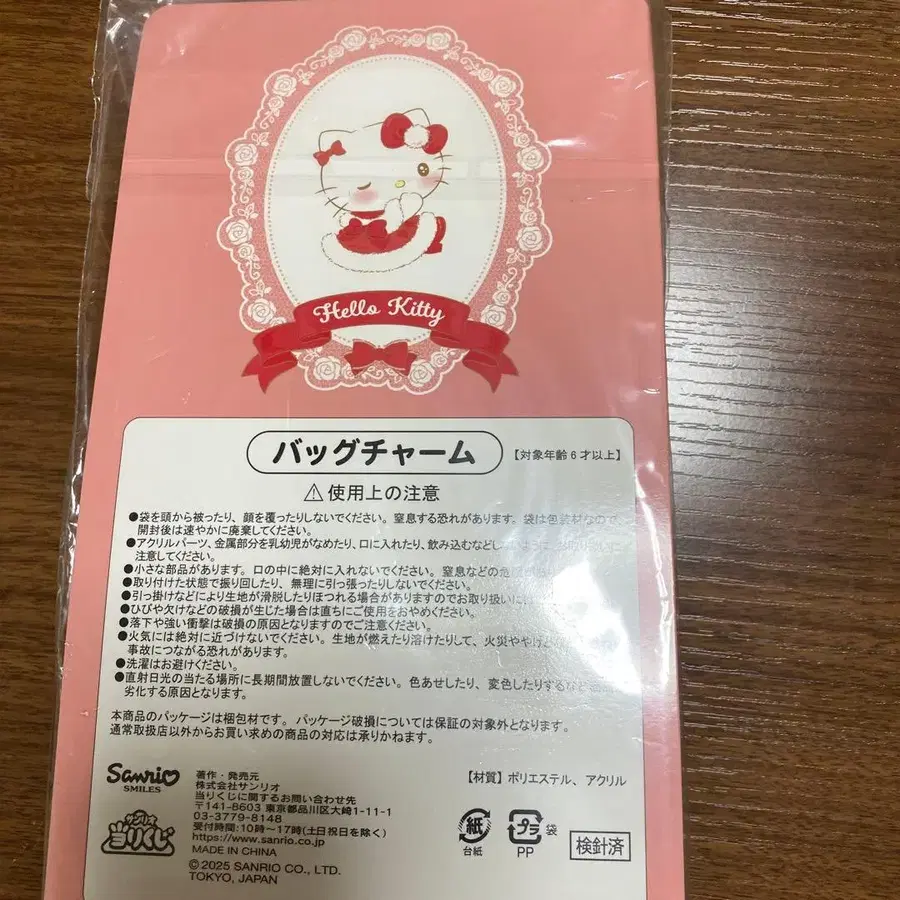 Hello Kitty
バッグチャーム
【対象年齢6才以上】
⚠使用上の注意
●袋を頭から被ったり、顔を覆ったりしないでください。窒息する恐れがあります。袋は包装材なので、
開封後は速やかに廃棄してください。
●アクリルパーツ、金属部分を乳幼児がなめたり、口に入れたり、飲み込むなどし
注意してください。
●小さな部品があります。口の中に絶対に入れないでください。窒息などの危
●取り付けた状態で振り回したり、無理に引っ張ったりしないでください。
●引っ掛けなどにより生地が滑脱したりほつれる場合がありますのでお取り扱いに
●ひびや欠けなどの破損が生じた場合は直ちにご使用をおやめください。
●落下や強い衝撃は破損の原因となりますのでご注意ください。
●火気には絶対に近づけないでください。生地が燃えたり溶けたりして、火災ややけ
事故につながる恐れがあります。
●洗濯はお避けください。
●直射日光の当たる場所に長期間放置しないでください。色あせしたり、変色したりするなど
劣化する原因となります。
本商品のパッケージは梱包材です。パッケージ破損については保証の対象外となります。
通常取扱店以外からお買い求めの商品の対応は承りかねます。
Sanrio
SMILES
サンリオ
当りくじ
著作・発売元
株式会社サンリオ
当りくじに関するお問い合わせ先
〒141-8603 東京都品川区大崎1-11-1
03-3779-8148
受付時間:10時～17時(土日祝日を除く)
https://www.sanrio.co.jp
MADE IN CHINA
©2025 SANRIO CO., LTD.
TOKYO, JAPAN
【材質】ポリエステル、アクリル
紙
台紙
プラ
袋
PP
検針済